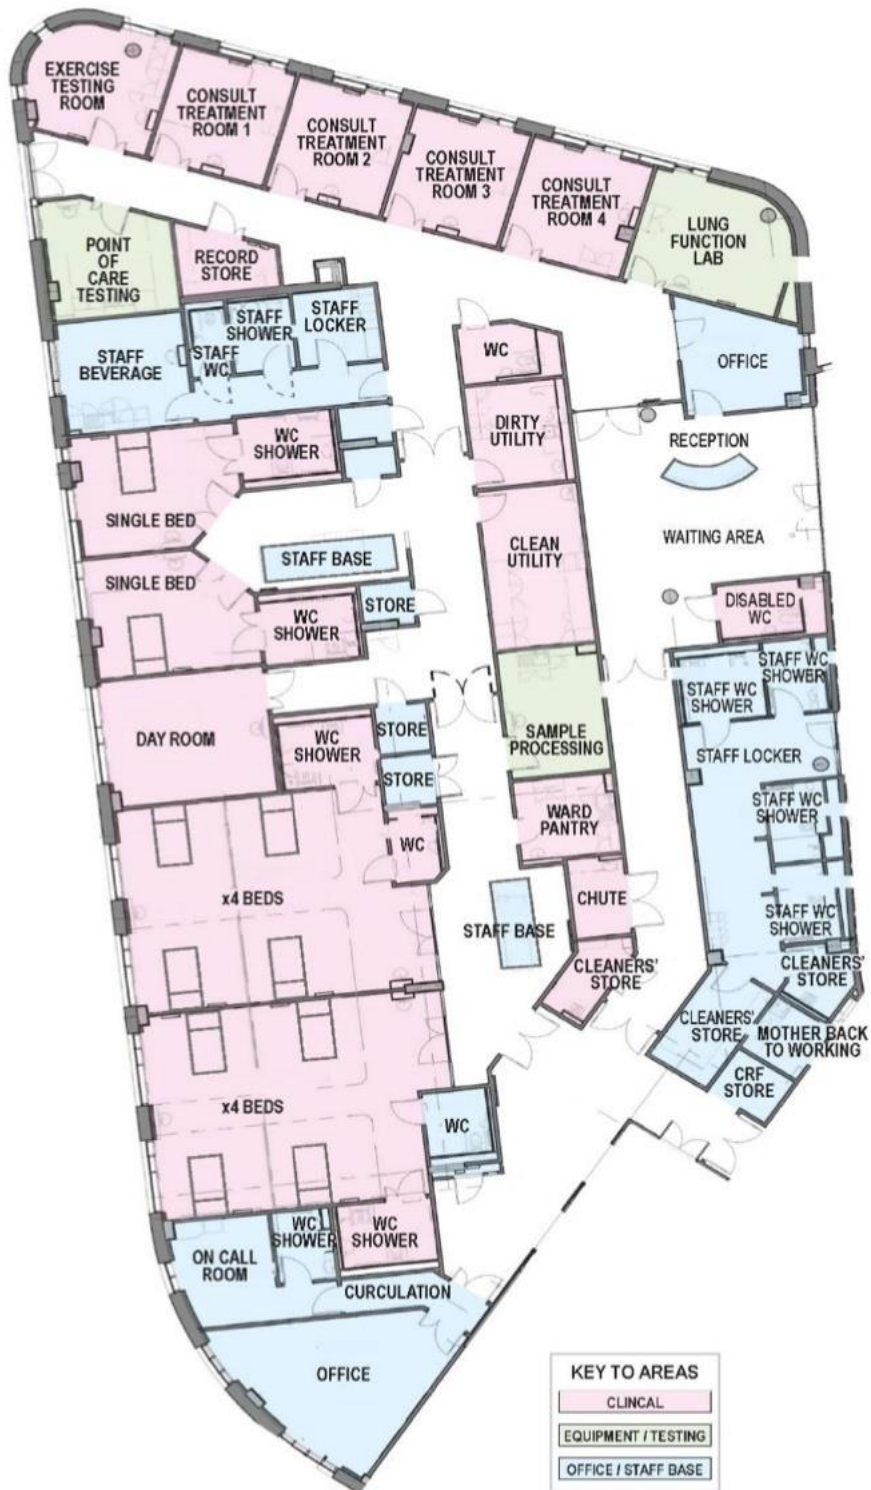 EXERCISE
TESTING
ROOM
CONSULT
TREATMENT
ROOM 1
CONSULT
TREATMENT
ROOM 2
CONSULT
TREATMENT
ROOM 3
CONSULT
TREATMENT
ROOM 4
LUNG
FUNCTION
LAB
POINT
OF
CARE
TESTING
RECORD
STORE
STAFF
BEVERAGE
STAFF
WC
STAFF
SHOWER
STAFF
LOCKER
WC
OFFICE
DIRTY
UTILITY
RECEPTION
WC
SHOWER
SINGLE BED
CLEAN
UTILITY
WAITING AREA
STAFF BASE
SINGLE BED
WC
SHOWER
STORE
DISABLED
WC
STAFF WC
SHOWER
STAFF WC
SHOWER
DAY ROOM
WC
SHOWER
STORE
STORE
SAMPLE
PROCESSING
STAFF LOCKER
WARD
PANTRY
STAFF WC
SHOWER
WC
x4 BEDS
CHUTE
STAFF BASE
STAFF WC
SHOWER
CLEANERS'
STORE
CLEANERS'
STORE
CLEANERS'
STORE
MOTHER BACK
TO WORKING
CRF
STORE
x4 BEDS
WC
ON CALL
ROOM
WC
SHOWER
WC
SHOWER
CURCULATION
OFFICE
KEY TO AREAS
CLINCAL
EQUIPMENT / TESTING
OFFICE / STAFF BASE